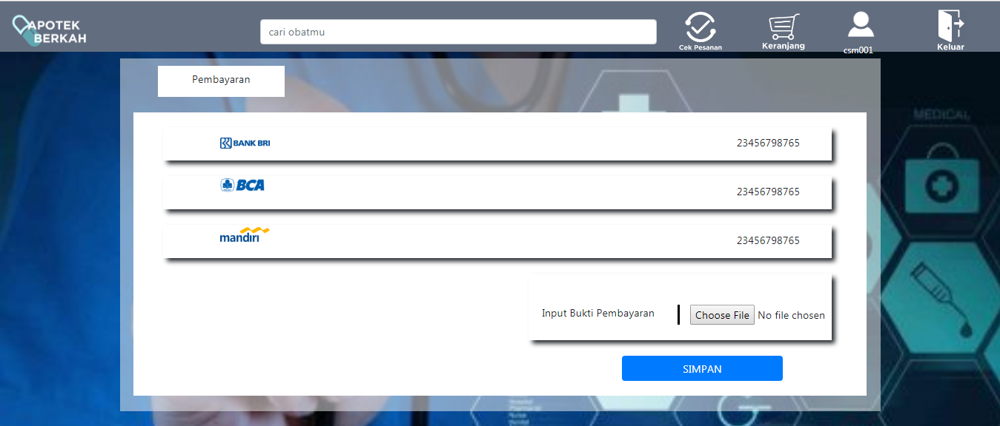 APOTEK
BERKAH
cari obatmu
Cek Pesanan
Keranjang
csm001
Keluar
Pembayaran
MEDICAL
BANK BRI
23456798765
BCA
23456798765
mandiri
23456798765
Input Bukti Pembayaran
Choose File No file chosen
SIMPAN